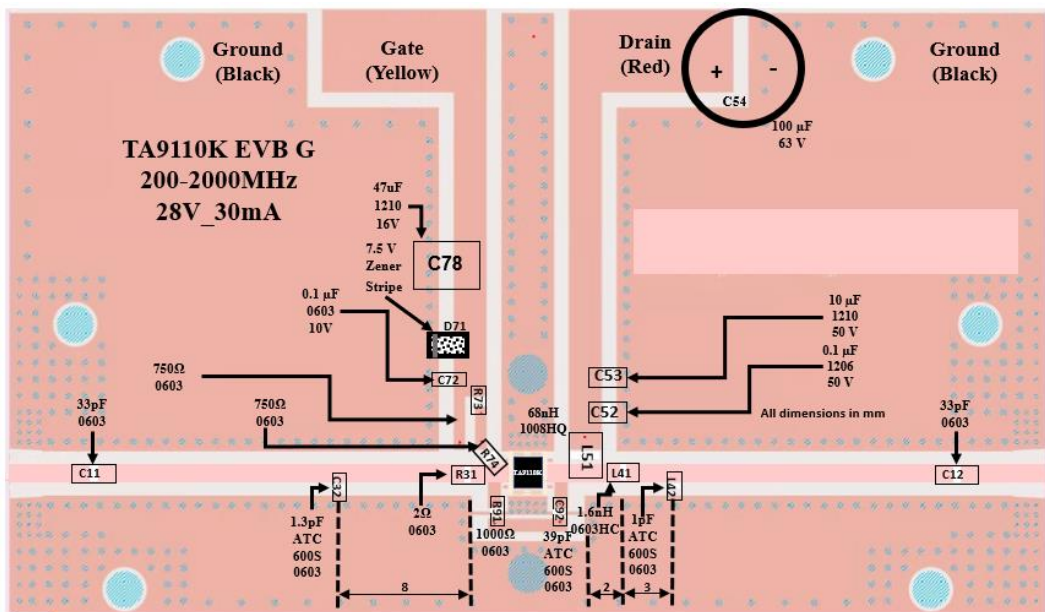 Ground
(Black)
Gate
(Yellow)
Drain
(Red)
Ground
(Black)
+ -
C54
100 µF
63 V
TA9110K EVB G
200-2000MHz
28V_30mA
47uF
1210
16V
C78
7.5 V
Zener
Stripe
D71
0.1 µF
0603
10V
C72
10 µF
1210
50 V
C53
0.1 µF
1206
50 V
C52
All dimensions in mm
750Ω
0603
R73
750Ω
0603
R74
68nH
1008HQ
L51
33pF
0603
C11
33pF
0603
C12
TA9110K
R31
L41
C32
L42
R91
C92
1.3pF
ATC
600S
0603
2Ω
0603
1000Ω
0603
39pF
ATC
600S
0603
1.6nH
0603HC
1pF
ATC
600S
0603
8
2
3